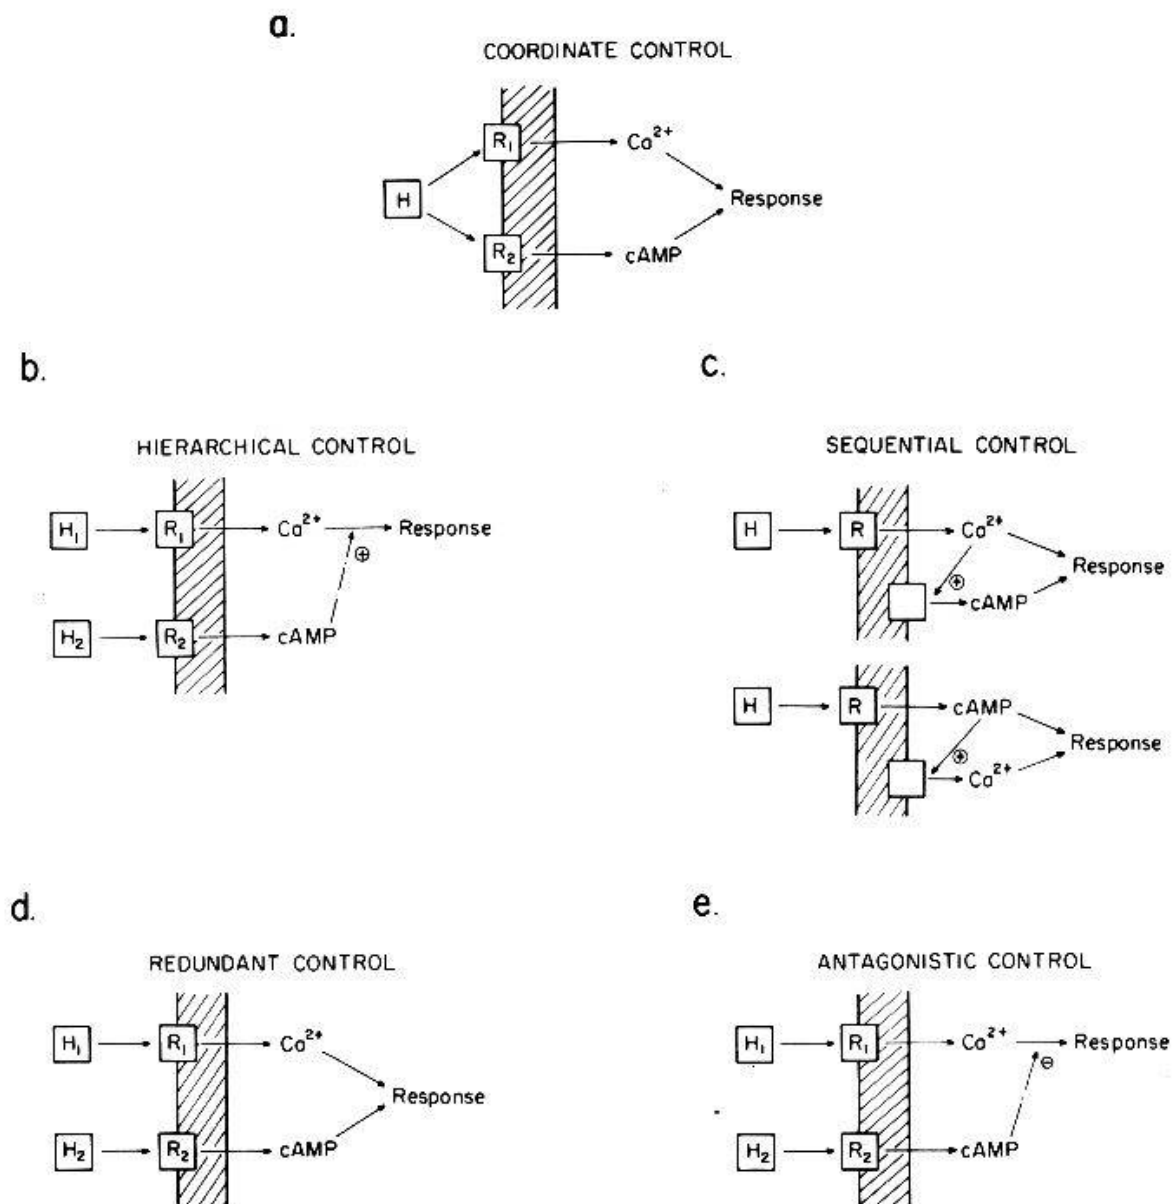 a.
COORDINATE CONTROL
R₁ Ca²⁺
H Response
R₂ cAMP
b.
HIERARCHICAL CONTROL
H₁ R₁ Ca²⁺ Response
⊕
H₂ R₂ cAMP
c.
SEQUENTIAL CONTROL
H R Ca²⁺
Response
⊕
cAMP
H R cAMP
Response
⊕
Ca²⁺
d.
REDUNDANT CONTROL
H₁ R₁ Ca²⁺
Response
H₂ R₂ cAMP
e.
ANTAGONISTIC CONTROL
H₁ R₁ Ca²⁺ Response
⊖
H₂ R₂ cAMP